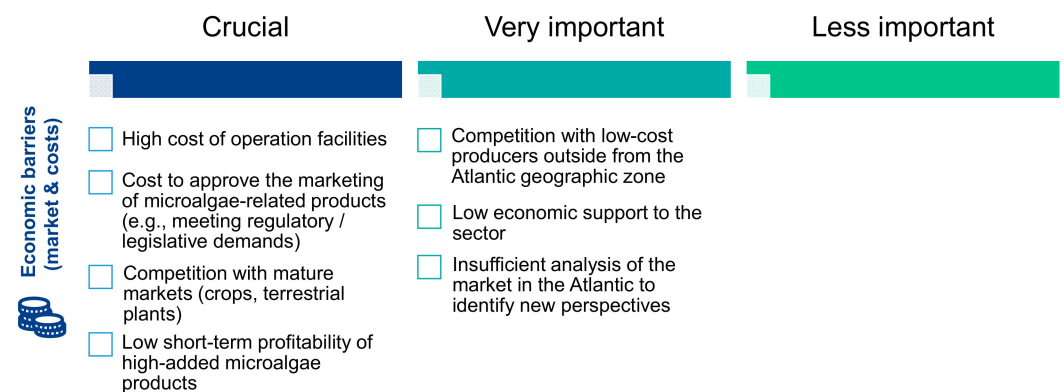 Crucial
Very important
Less important
Economic barriers
(market & costs)
High cost of operation facilities
Cost to approve the marketing
of microalgae-related products
(e.g., meeting regulatory /
legislative demands)
Competition with mature
markets (crops, terrestrial
plants)
Low short-term profitability of
high-added microalgae
products
Competition with low-cost
producers outside from the
Atlantic geographic zone
Low economic support to the
sector
Insufficient analysis of the
market in the Atlantic to
identify new perspectives